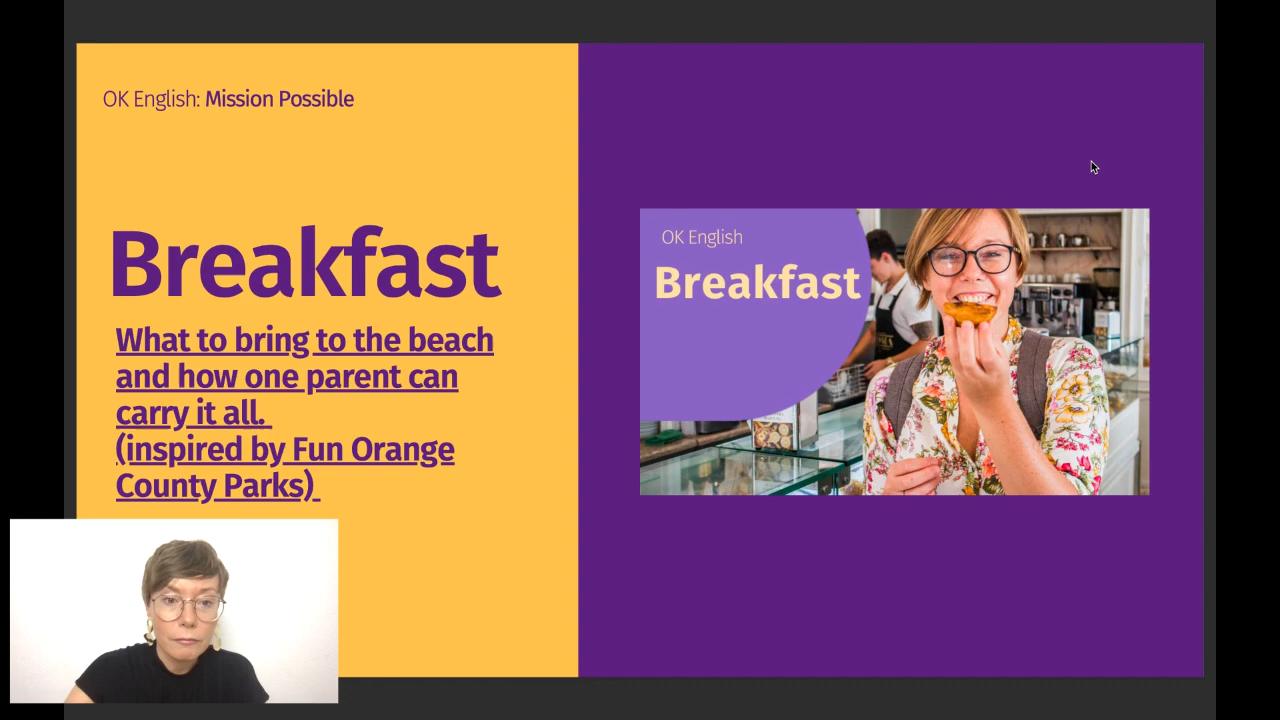 OK English: Mission Possible
Breakfast
What to bring to the beach
and how one parent can
carry it all.
(inspired by Fun Orange
County Parks)
OK English
Breakfast